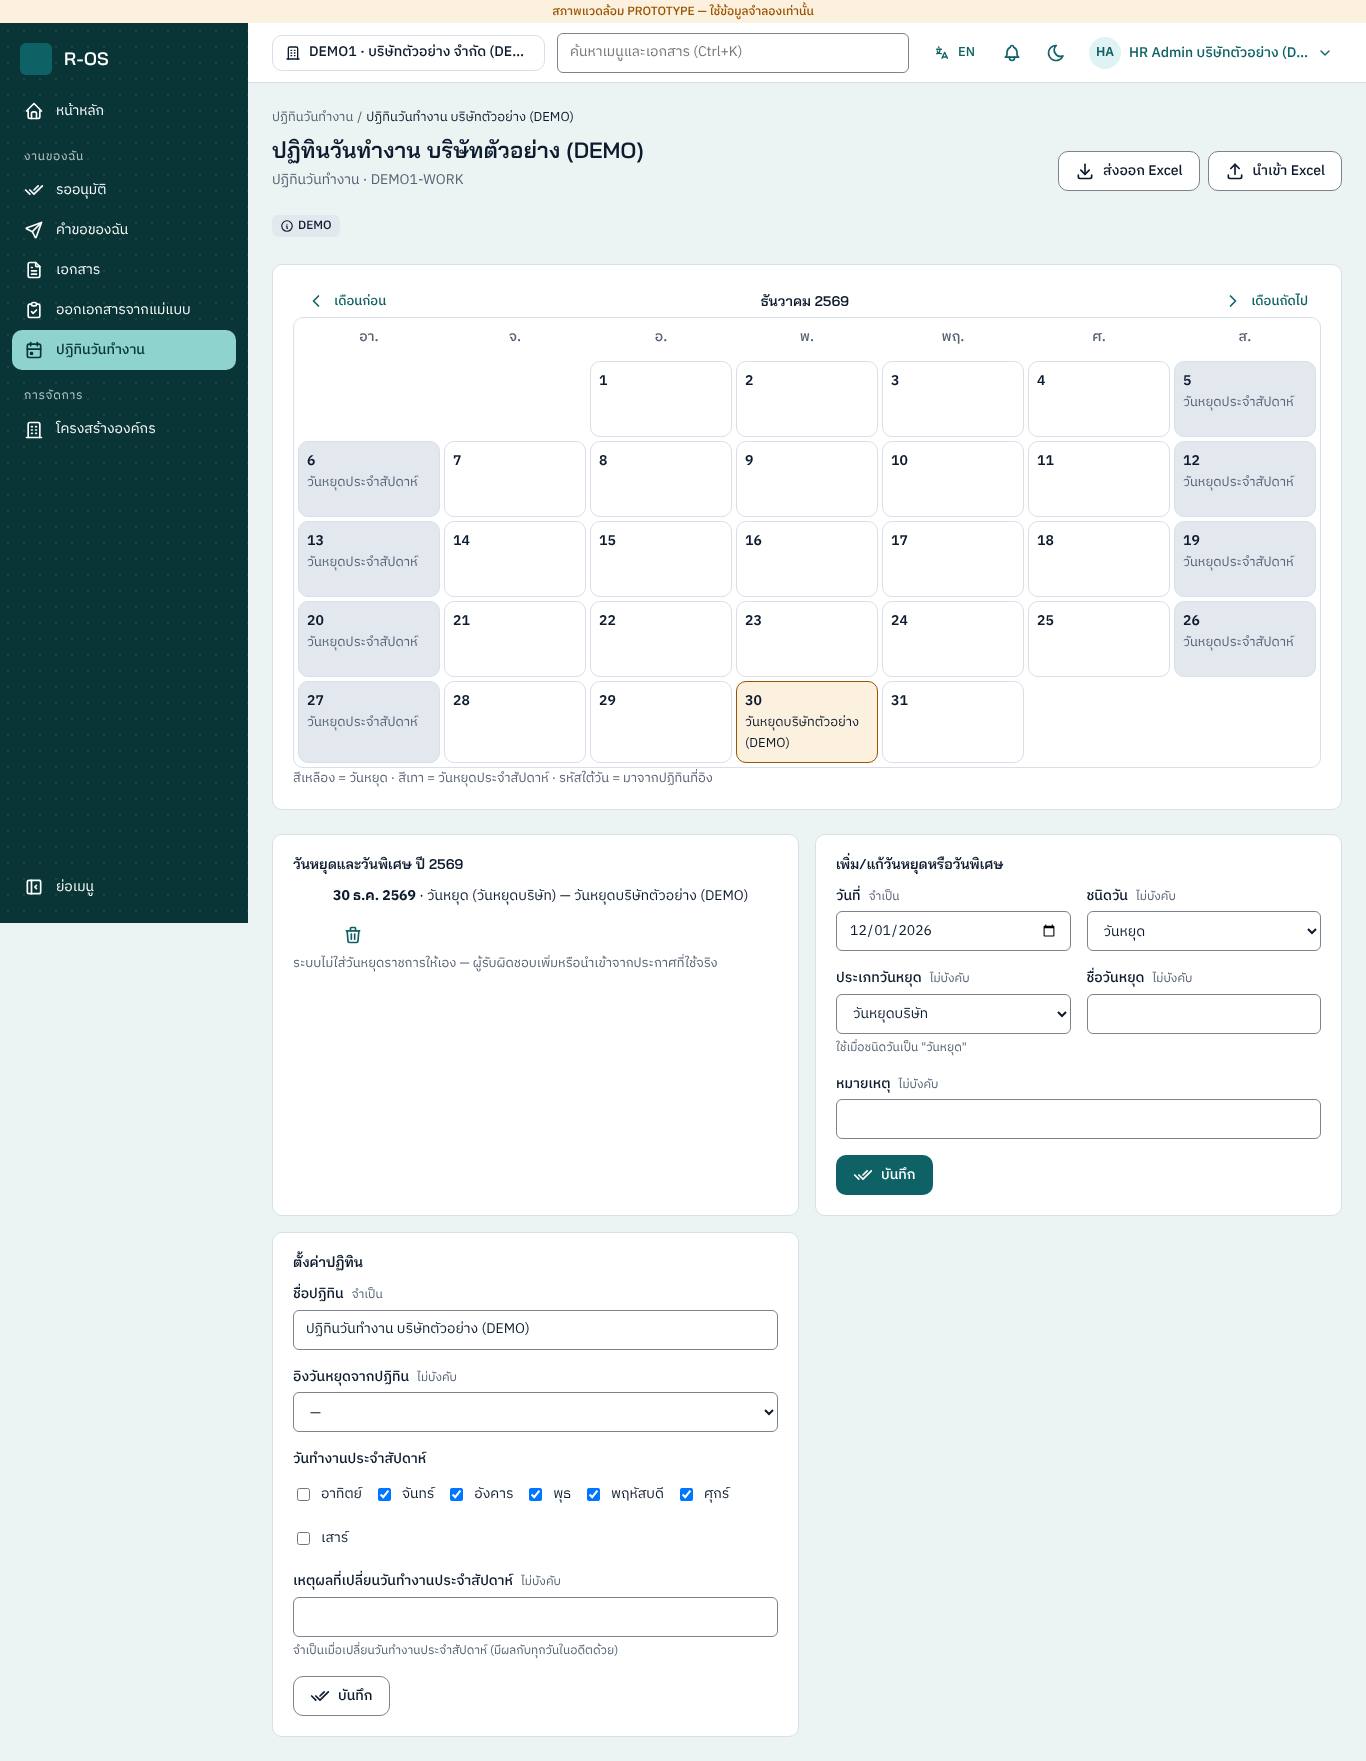 สภาพแวดล้อม PROTOTYPE — ใช้ข้อมูลจำลองเท่านั้น
R-OS
หน้าหลัก
งานของฉัน
รออนุมัติ
คำขอของฉัน
เอกสาร
ออกเอกสารจากแม่แบบ
ปฏิทินวันทำงาน
การจัดการ
โครงสร้างองค์กร
ย่อเมนู
DEMO1 · บริษัทตัวอย่าง จำกัด (DE...
ค้นหาเมนูและเอกสาร (Ctrl+K)
EN
HA
HR Admin บริษัทตัวอย่าง (D...
ปฏิทินวันทำงาน / ปฏิทินวันทำงาน บริษัทตัวอย่าง (DEMO)
ปฏิทินวันทำงาน บริษัทตัวอย่าง (DEMO)
ปฏิทินวันทำงาน · DEMO1-WORK
ส่งออก Excel
นำเข้า Excel
DEMO
เดือนก่อน
ธันวาคม 2569
เดือนถัดไป
อา. จ. อ. พ. พฤ. ศ. ส.
1 2 3 4 5
วันหยุดประจำสัปดาห์
6 7 8 9 10 11 12
วันหยุดประจำสัปดาห์ วันหยุดประจำสัปดาห์
13 14 15 16 17 18 19
วันหยุดประจำสัปดาห์ วันหยุดประจำสัปดาห์
20 21 22 23 24 25 26
วันหยุดประจำสัปดาห์ วันหยุดประจำสัปดาห์
27 28 29 30 31
วันหยุดประจำสัปดาห์ วันหยุดบริษัทตัวอย่าง
(DEMO)
สีเหลือง = วันหยุด · สีเทา = วันหยุดประจำสัปดาห์ · รหัสใต้วัน = มาจากปฏิทินที่อิง
วันหยุดและวันพิเศษ ปี 2569
30 ธ.ค. 2569 · วันหยุด (วันหยุดบริษัท) — วันหยุดบริษัทตัวอย่าง (DEMO)
ระบบไม่ใส่วันหยุดราชการให้เอง — ผู้รับผิดชอบเพิ่มหรือนำเข้าจากประกาศที่ใช้จริง
เพิ่ม/แก้วันหยุดหรือวันพิเศษ
วันที่ จำเป็น
12/01/2026
ชนิดวัน ไม่บังคับ
วันหยุด
ประเภทวันหยุด ไม่บังคับ
วันหยุดบริษัท
ใช้เมื่อชนิดวันเป็น "วันหยุด"
ชื่อวันหยุด ไม่บังคับ
หมายเหตุ ไม่บังคับ
บันทึก
ตั้งค่าปฏิทิน
ชื่อปฏิทิน จำเป็น
ปฏิทินวันทำงาน บริษัทตัวอย่าง (DEMO)
อิงวันหยุดจากปฏิทิน ไม่บังคับ
—
วันทำงานประจำสัปดาห์
อาทิตย์ จันทร์ อังคาร พุธ พฤหัสบดี ศุกร์
เสาร์
เหตุผลที่เปลี่ยนวันทำงานประจำสัปดาห์ ไม่บังคับ
จำเป็นเมื่อเปลี่ยนวันทำงานประจำสัปดาห์ (มีผลกับทุกวันในอดีตด้วย)
บันทึก